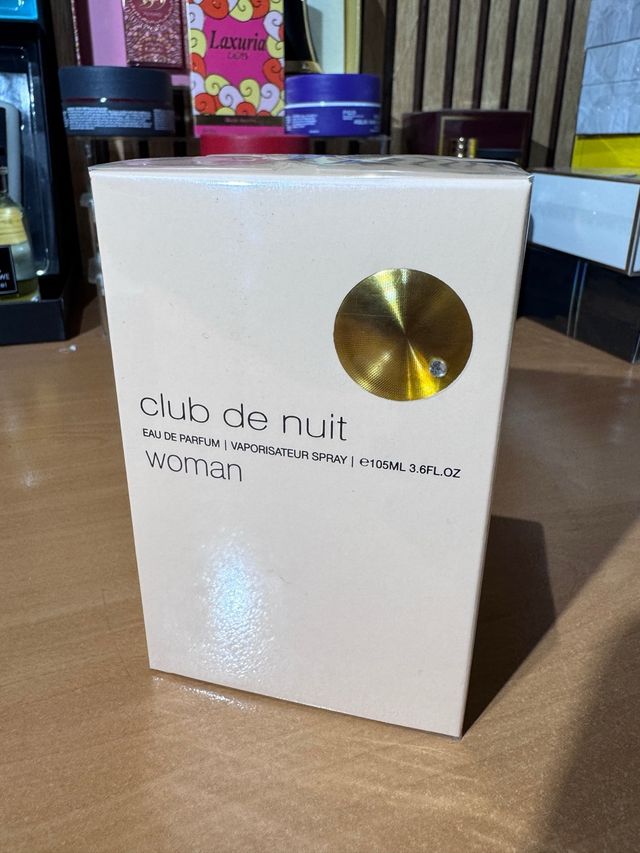 Laxuria
club de nuit
EAU DE PARFUM | VAPORISATEUR SPRAY | ℮105ML 3.6FL.OZ
woman